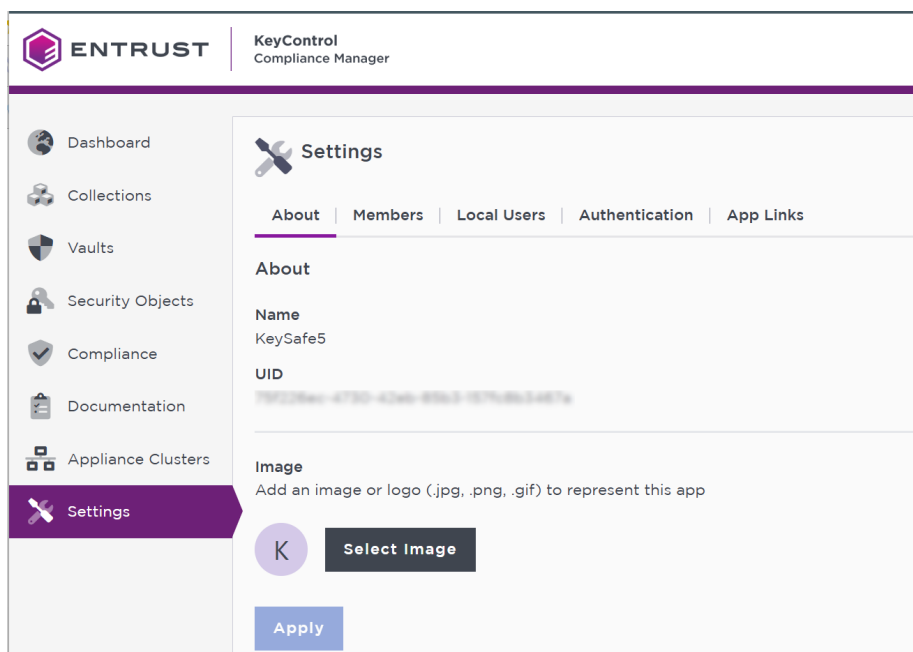 ENTRUST
KeyControl
Compliance Manager
Dashboard
Collections
Vaults
Security Objects
Compliance
Documentation
Appliance Clusters
Settings
Settings
About | Members | Local Users | Authentication | App Links
About
Name
KeySafe5
UID
Image
Add an image or logo (.jpg, .png, .gif) to represent this app
K
Select Image
Apply